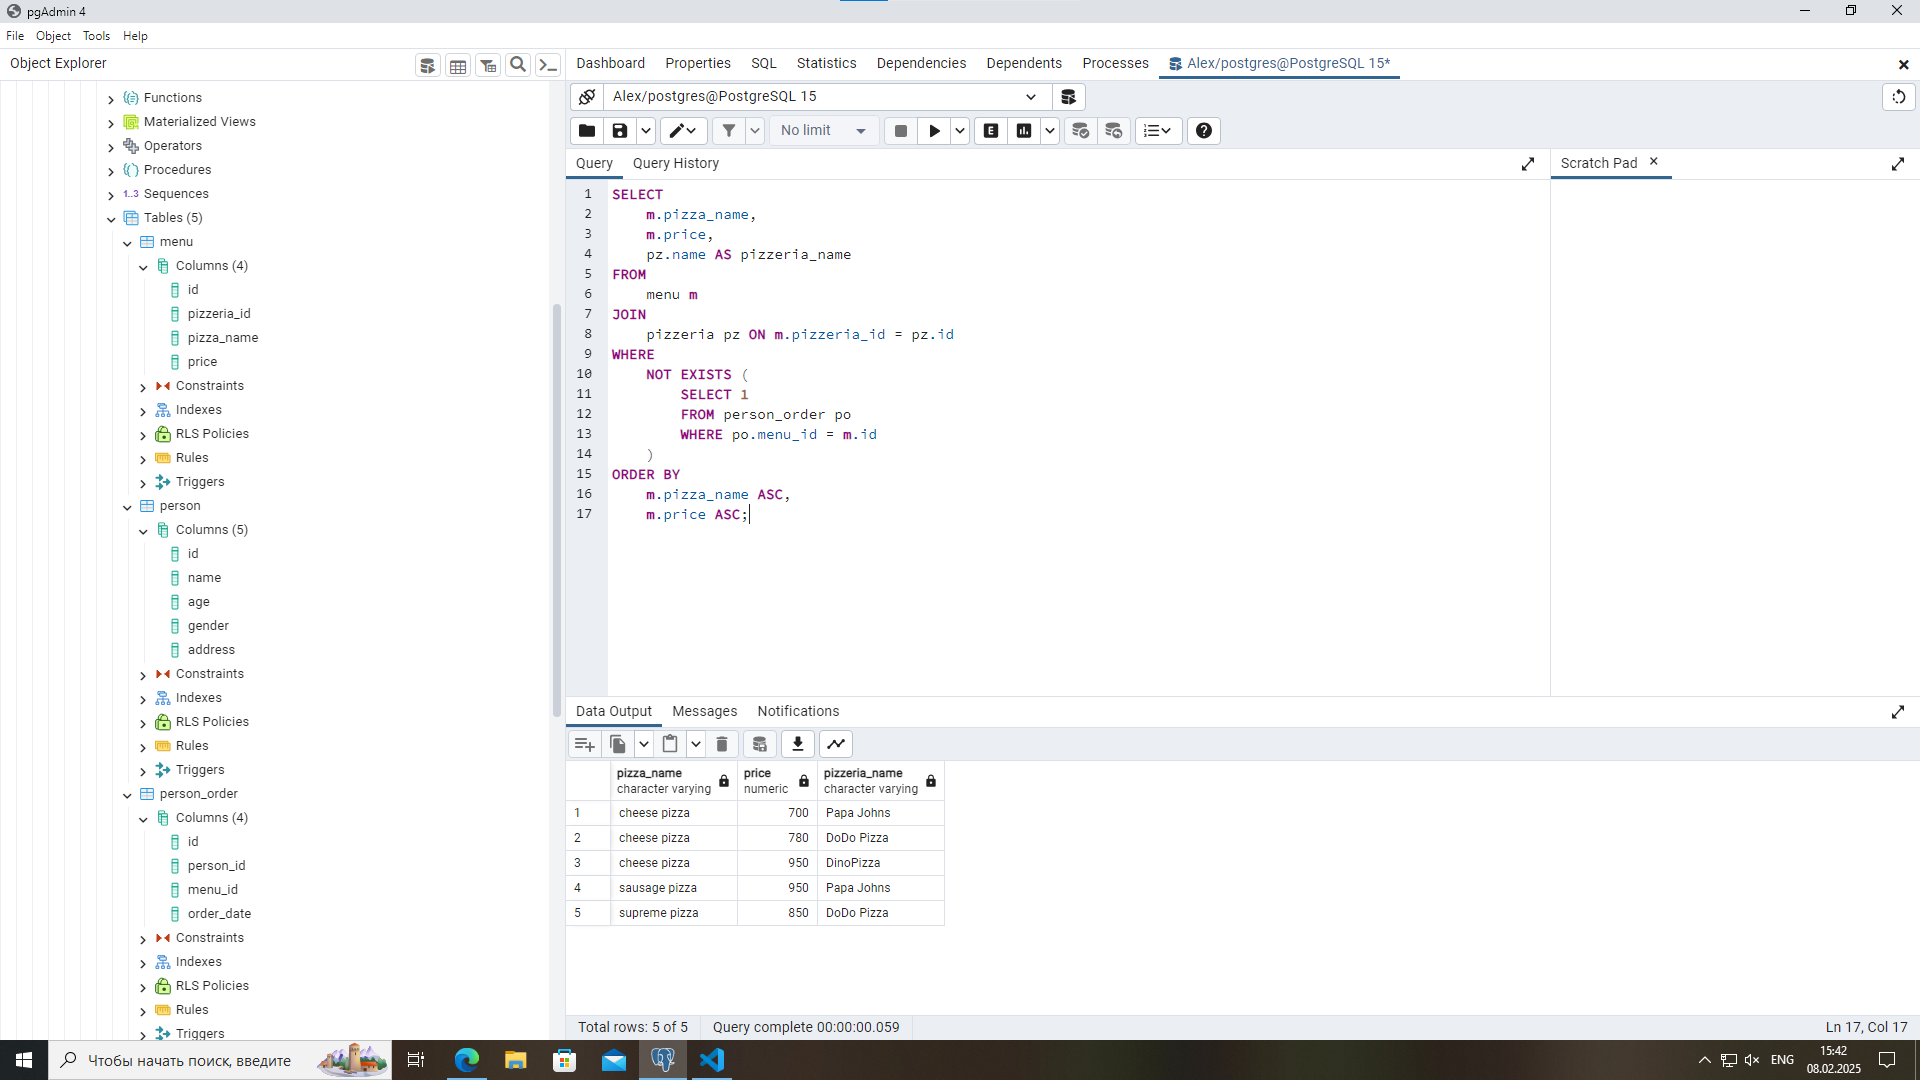 pgAdmin 4
File Object Tools Help
Object Explorer
Functions
Materialized Views
Operators
Procedures
1..3 Sequences
Tables (5)
menu
Columns (4)
id
pizzeria_id
pizza_name
price
Constraints
Indexes
RLS Policies
Rules
Triggers
person
Columns (5)
id
name
age
gender
address
Constraints
Indexes
RLS Policies
Rules
Triggers
person_order
Columns (4)
id
person_id
menu_id
order_date
Constraints
Indexes
RLS Policies
Rules
Triggers
Dashboard Properties SQL Statistics Dependencies Dependents Processes Alex/postgres@PostgreSQL 15*
Alex/postgres@PostgreSQL 15
No limit
E
Query Query History
Scratch Pad
1 SELECT
2 m.pizza_name,
3 m.price,
4 pz.name AS pizzeria_name
5 FROM
6 menu m
7 JOIN
8 pizzeria pz ON m.pizzeria_id = pz.id
9 WHERE
10 NOT EXISTS (
11 SELECT 1
12 FROM person_order po
13 WHERE po.menu_id = m.id
14 )
15 ORDER BY
16 m.pizza_name ASC,
17 m.price ASC;
Data Output Messages Notifications
pizza_name price pizzeria_name
character varying numeric character varying
1 cheese pizza 700 Papa Johns
2 cheese pizza 780 DoDo Pizza
3 cheese pizza 950 DinoPizza
4 sausage pizza 950 Papa Johns
5 supreme pizza 850 DoDo Pizza
Total rows: 5 of 5 Query complete 00:00:00.059 Ln 17, Col 17
Чтобы начать поиск, введите
ENG
15:42
08.02.2025